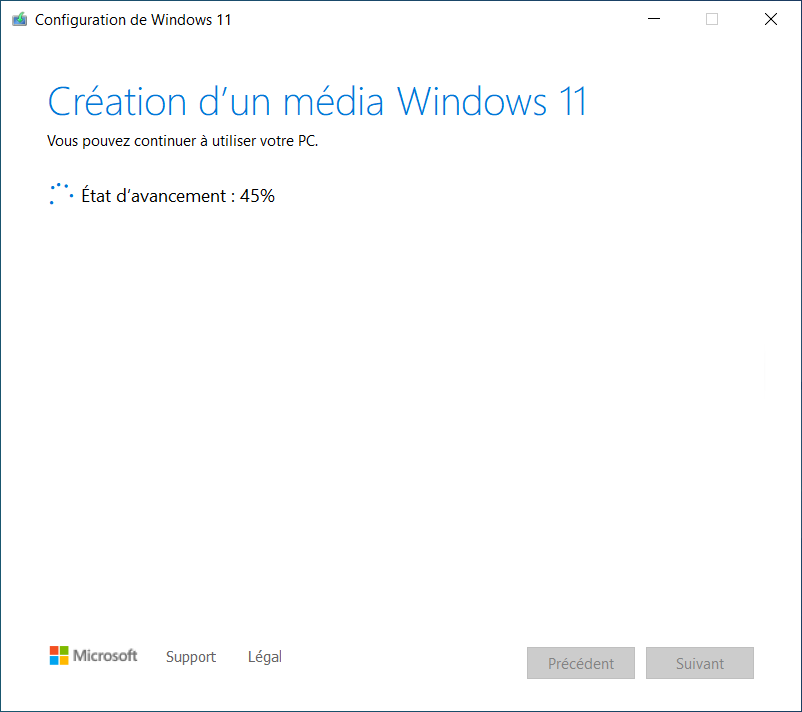 Configuration de Windows 11
Création d’un média Windows 11
Vous pouvez continuer à utiliser votre PC.
État d’avancement : 45%
Microsoft
Support
Légal
Précédent
Suivant